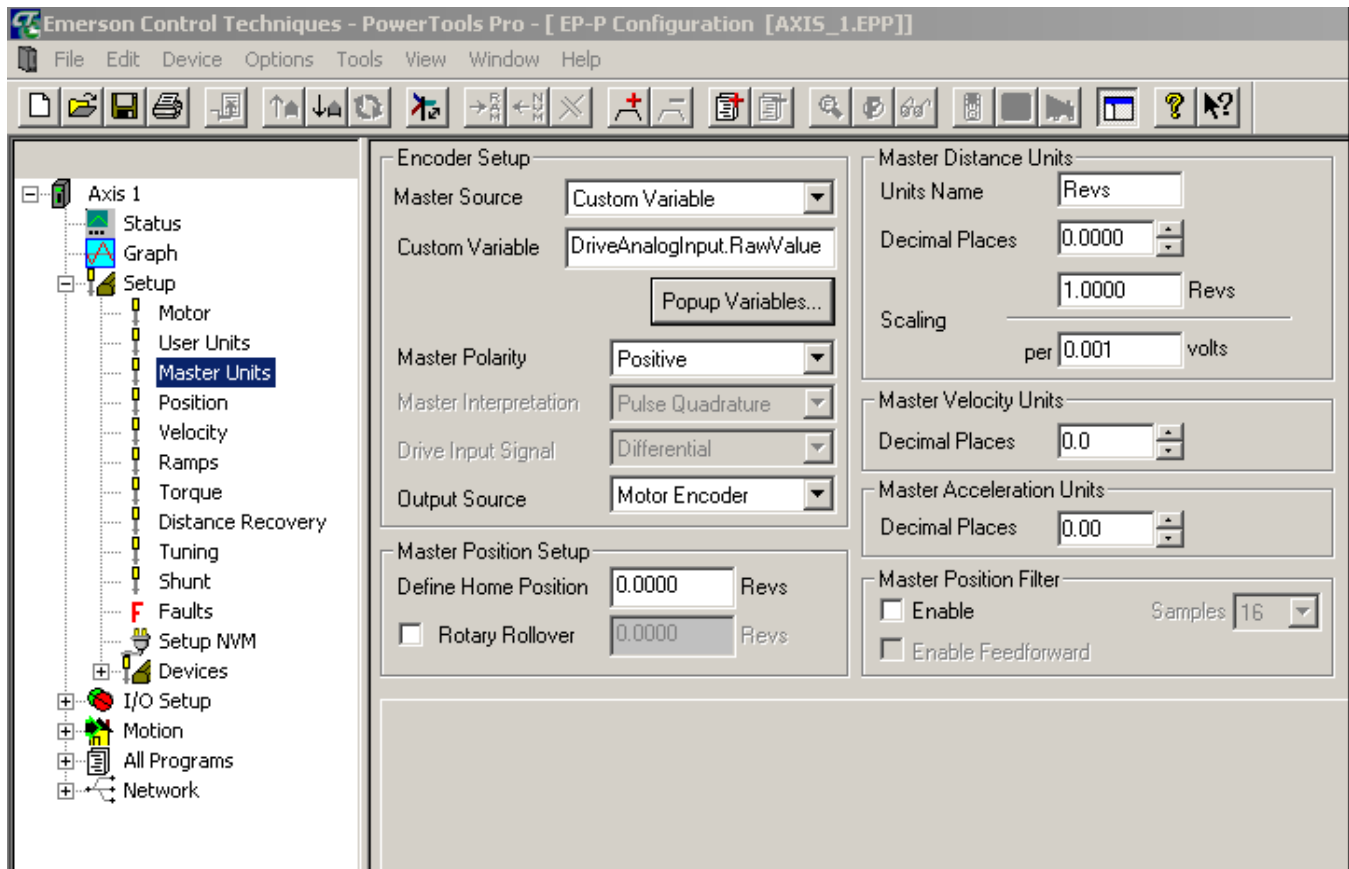 Emerson Control Techniques - PowerTools Pro - [ EP-P Configuration [AXIS_1.EPP]]
File Edit Device Options Tools View Window Help
Axis 1
Status
Graph
Setup
Motor
User Units
Master Units
Position
Velocity
Ramps
Torque
Distance Recovery
Tuning
Shunt
F Faults
Setup NVM
Devices
I/O Setup
Motion
All Programs
Network
Encoder Setup
Master Source Custom Variable
Custom Variable DriveAnalogInput.RawValue
Popup Variables...
Master Polarity Positive
Master Interpretation Pulse Quadrature
Drive Input Signal Differential
Output Source Motor Encoder
Master Position Setup
Define Home Position 0.0000 Revs
Rotary Rollover 0.0000 Revs
Master Distance Units
Units Name Revs
Decimal Places 0.0000
1.0000 Revs
Scaling
per 0.001 volts
Master Velocity Units
Decimal Places 0.0
Master Acceleration Units
Decimal Places 0.00
Master Position Filter
Enable Samples 16
Enable Feedforward